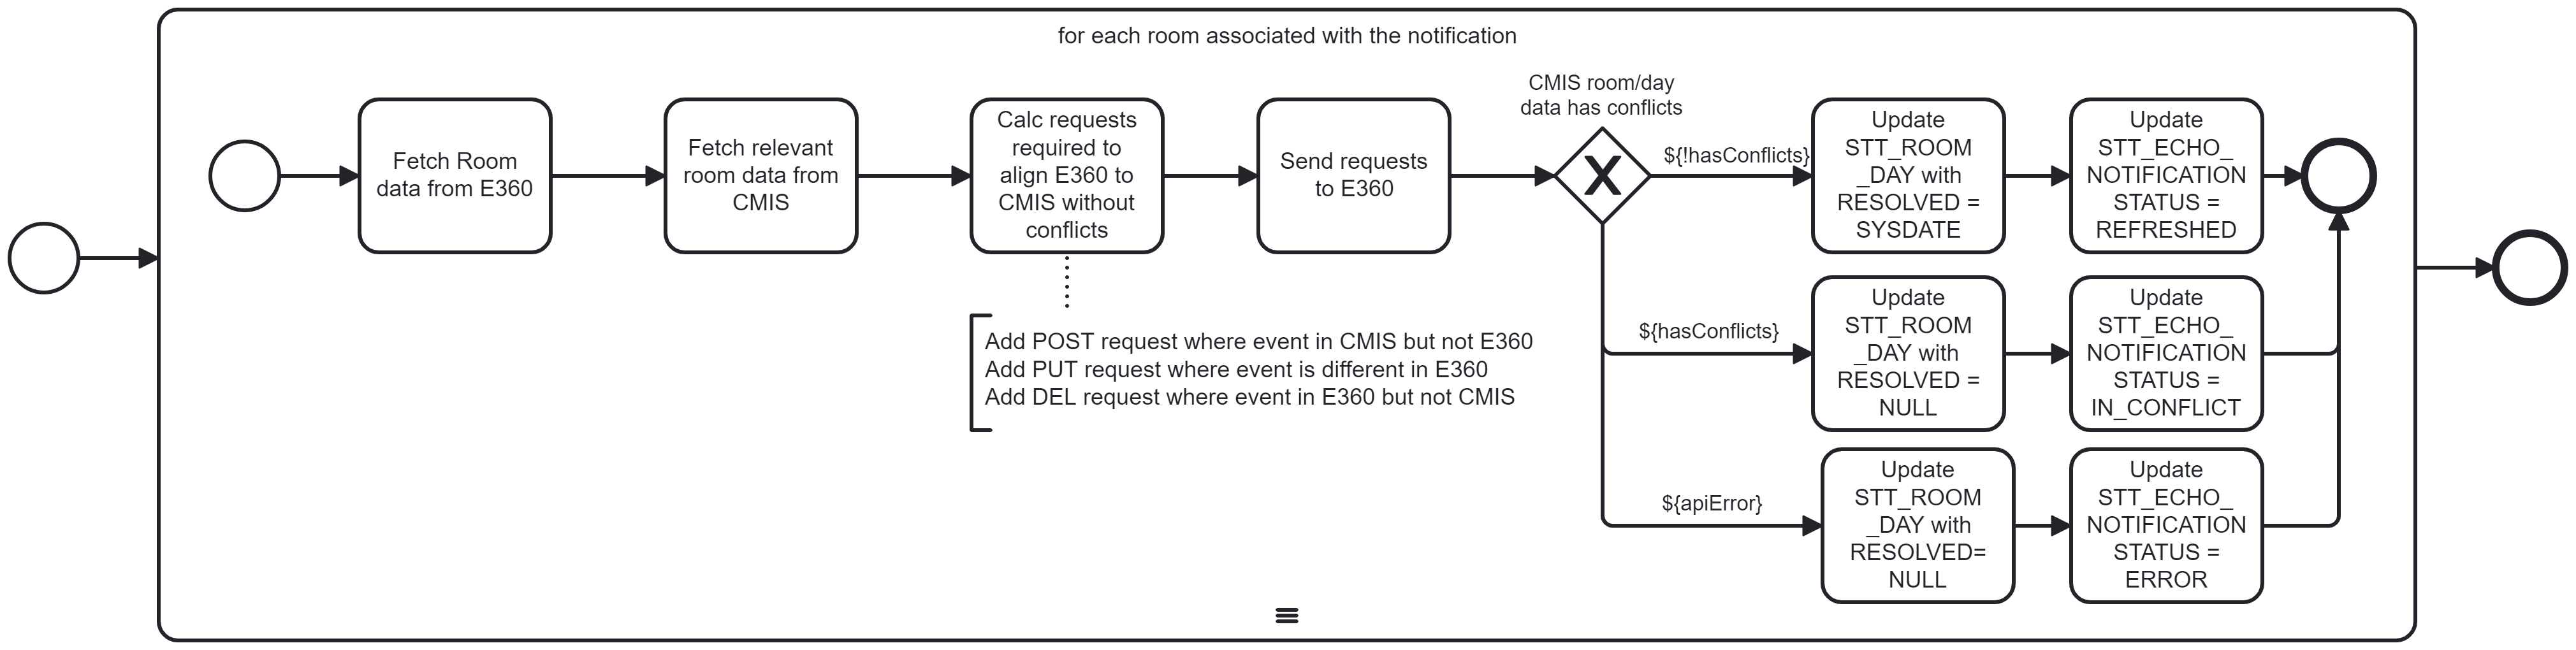 for each room associated with the notification
Fetch Room
data from E360
Fetch relevant
room data from
CMIS
Calc requests
required to
align E360 to
CMIS without
conflicts
Add POST request where event in CMIS but not E360
Add PUT request where event is different in E360
Add DEL request where event in E360 but not CMIS
Send requests
to E360
CMIS room/day
data has conflicts
${!hasConflicts}
Update
STT_ROOM
_DAY with
RESOLVED =
SYSDATE
Update
STT_ECHO_
NOTIFICATION
STATUS =
REFRESHED
${hasConflicts}
Update
STT_ROOM
_DAY with
RESOLVED =
NULL
Update
STT_ECHO_
NOTIFICATION
STATUS =
IN_CONFLICT
${apiError}
Update
STT_ROOM
_DAY with
RESOLVED=
NULL
Update
STT_ECHO_
NOTIFICATION
STATUS =
ERROR